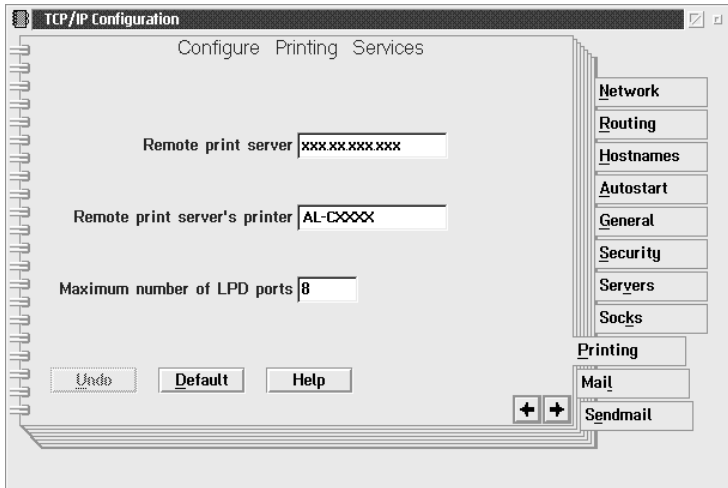 TCP/IP Configuration
Configure Printing Services
Remote print server xxx.xx.xxx.xxx
Remote print server's printer AL-CXXXX
Maximum number of LPD ports 8
Undo Default Help
Network
Routing
Hostnames
Autostart
General
Security
Servers
Socks
Printing
Mail
Sendmail